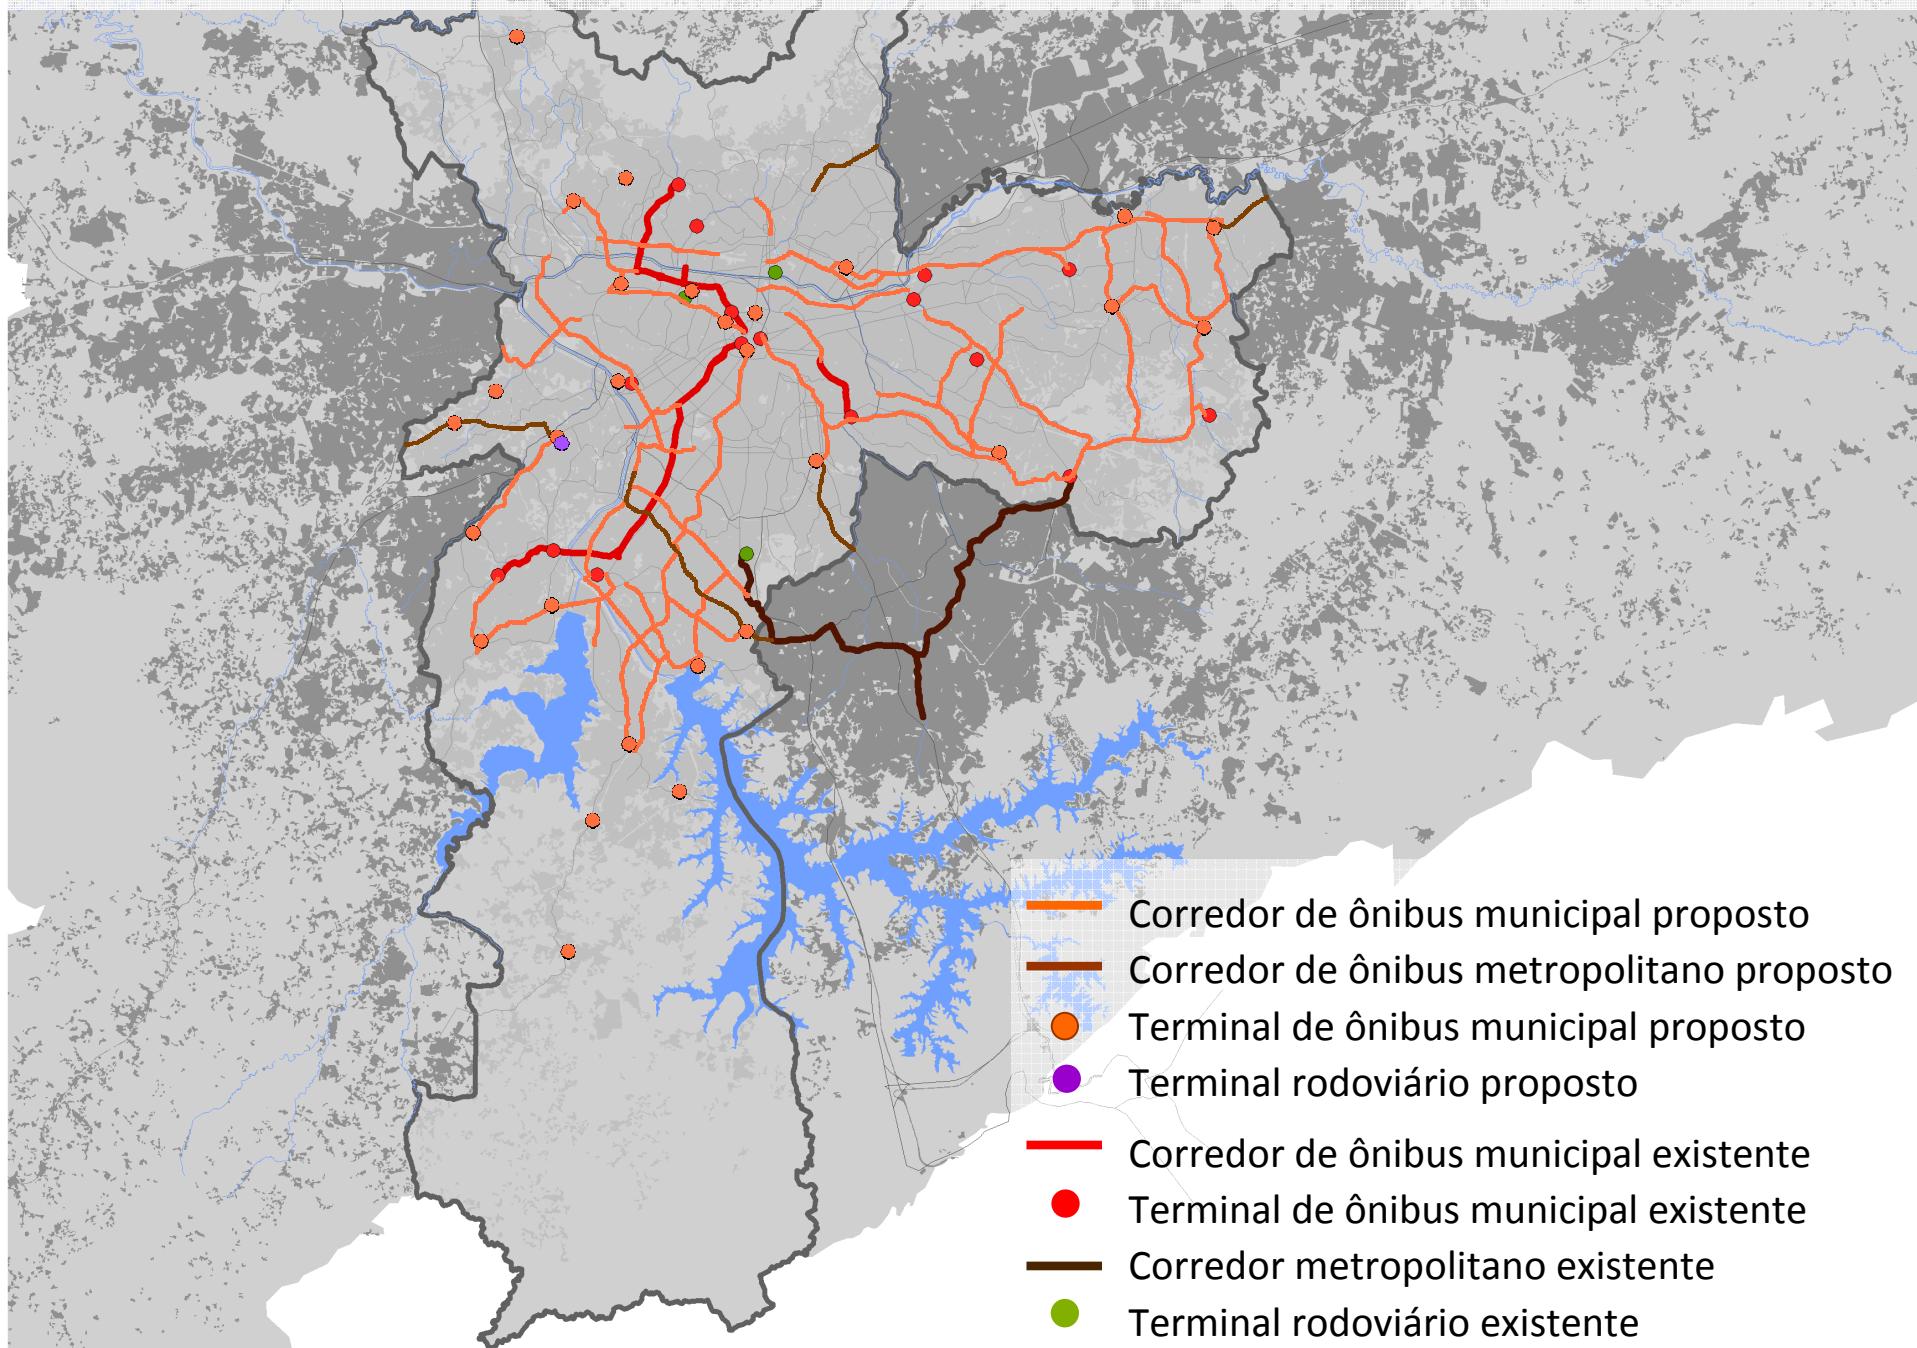 Corredor de ônibus municipal proposto
Corredor de ônibus metropolitano proposto
Terminal de ônibus municipal proposto
Terminal rodoviário proposto
Corredor de ônibus municipal existente
Terminal de ônibus municipal existente
Corredor metropolitano existente
Terminal rodoviário existente